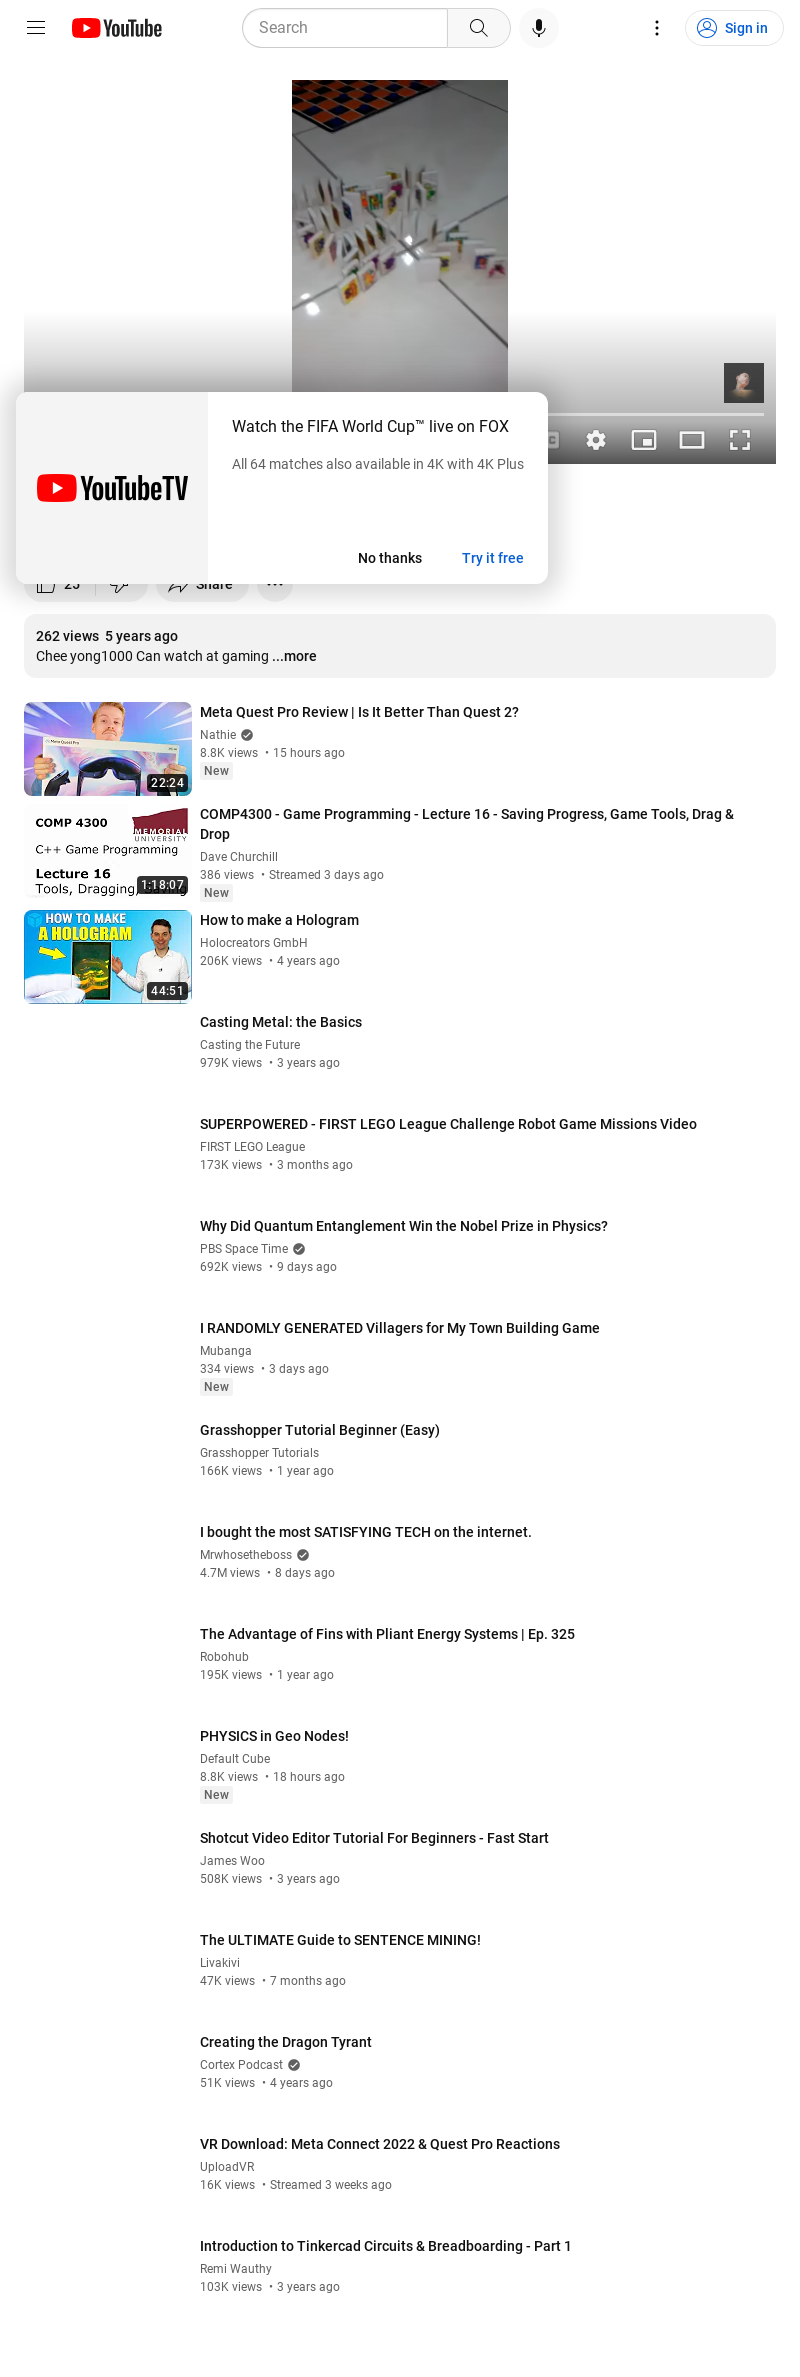 YouTube
Search
Sign in
Watch the FIFA World Cup™ live on FOX
All 64 matches also available in 4K with 4K Plus
YouTubeTV
No thanks
Try it free
25
Share
262 views 5 years ago
Chee yong1000 Can watch at gaming ...more
Meta Quest Pro Review | Is It Better Than Quest 2?
Nathie
8.8K views • 15 hours ago
New
22:24
COMP4300 - Game Programming - Lecture 16 - Saving Progress, Game Tools, Drag &
Drop
Dave Churchill
386 views • Streamed 3 days ago
New
COMP 4300
MEMORIAL
UNIVERSITY
C++ Game Programming
Lecture 16
Tools, Dragging, Saving
1:18:07
How to make a Hologram
Holocreators GmbH
206K views • 4 years ago
HOW TO MAKE
A HOLOGRAM
44:51
Casting Metal: the Basics
Casting the Future
979K views • 3 years ago
SUPERPOWERED - FIRST LEGO League Challenge Robot Game Missions Video
FIRST LEGO League
173K views • 3 months ago
Why Did Quantum Entanglement Win the Nobel Prize in Physics?
PBS Space Time
692K views • 9 days ago
I RANDOMLY GENERATED Villagers for My Town Building Game
Mubanga
334 views • 3 days ago
New
Grasshopper Tutorial Beginner (Easy)
Grasshopper Tutorials
166K views • 1 year ago
I bought the most SATISFYING TECH on the internet.
Mrwhosetheboss
4.7M views • 8 days ago
The Advantage of Fins with Pliant Energy Systems | Ep. 325
Robohub
195K views • 1 year ago
PHYSICS in Geo Nodes!
Default Cube
8.8K views • 18 hours ago
New
Shotcut Video Editor Tutorial For Beginners - Fast Start
James Woo
508K views • 3 years ago
The ULTIMATE Guide to SENTENCE MINING!
Livakivi
47K views • 7 months ago
Creating the Dragon Tyrant
Cortex Podcast
51K views • 4 years ago
VR Download: Meta Connect 2022 & Quest Pro Reactions
UploadVR
16K views • Streamed 3 weeks ago
Introduction to Tinkercad Circuits & Breadboarding - Part 1
Remi Wauthy
103K views • 3 years ago